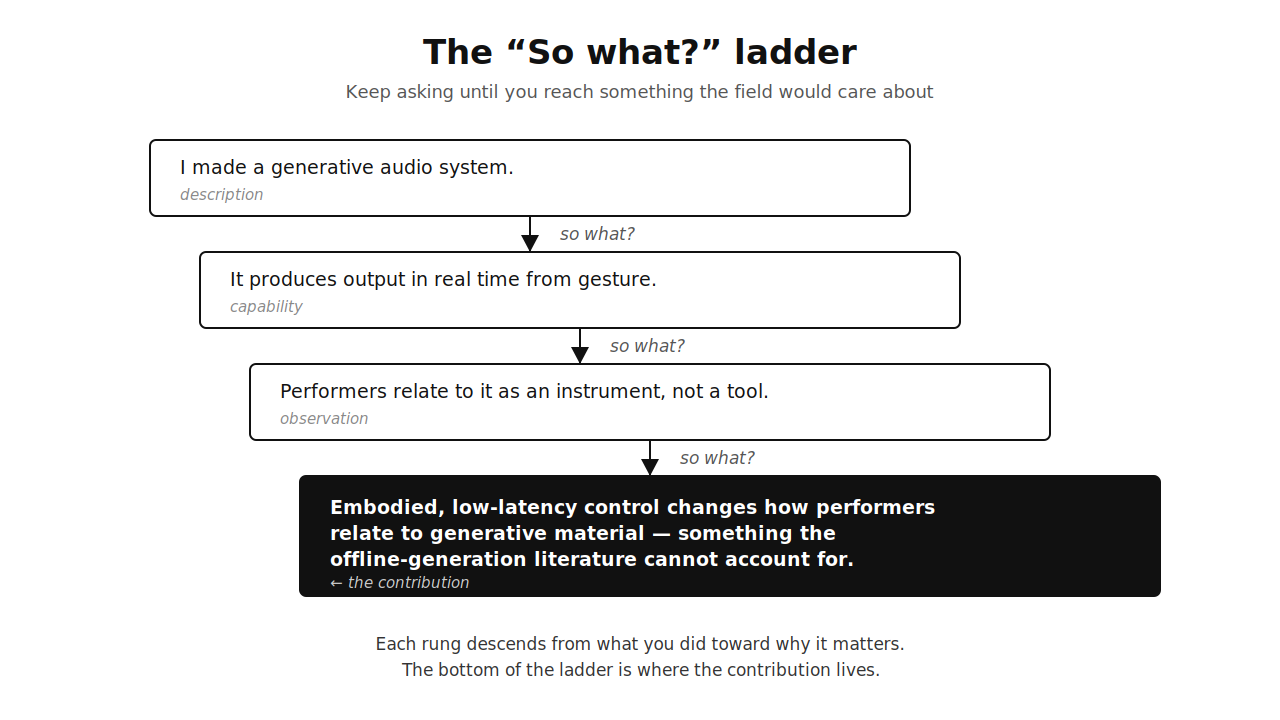 The “So what?” ladder
Keep asking until you reach something the field would care about
I made a generative audio system.
description
so what?
It produces output in real time from gesture.
capability
so what?
Performers relate to it as an instrument, not a tool.
observation
so what?
Embodied, low-latency control changes how performers
relate to generative material — something the
offline-generation literature cannot account for.
← the contribution
Each rung descends from what you did toward why it matters.
The bottom of the ladder is where the contribution lives.